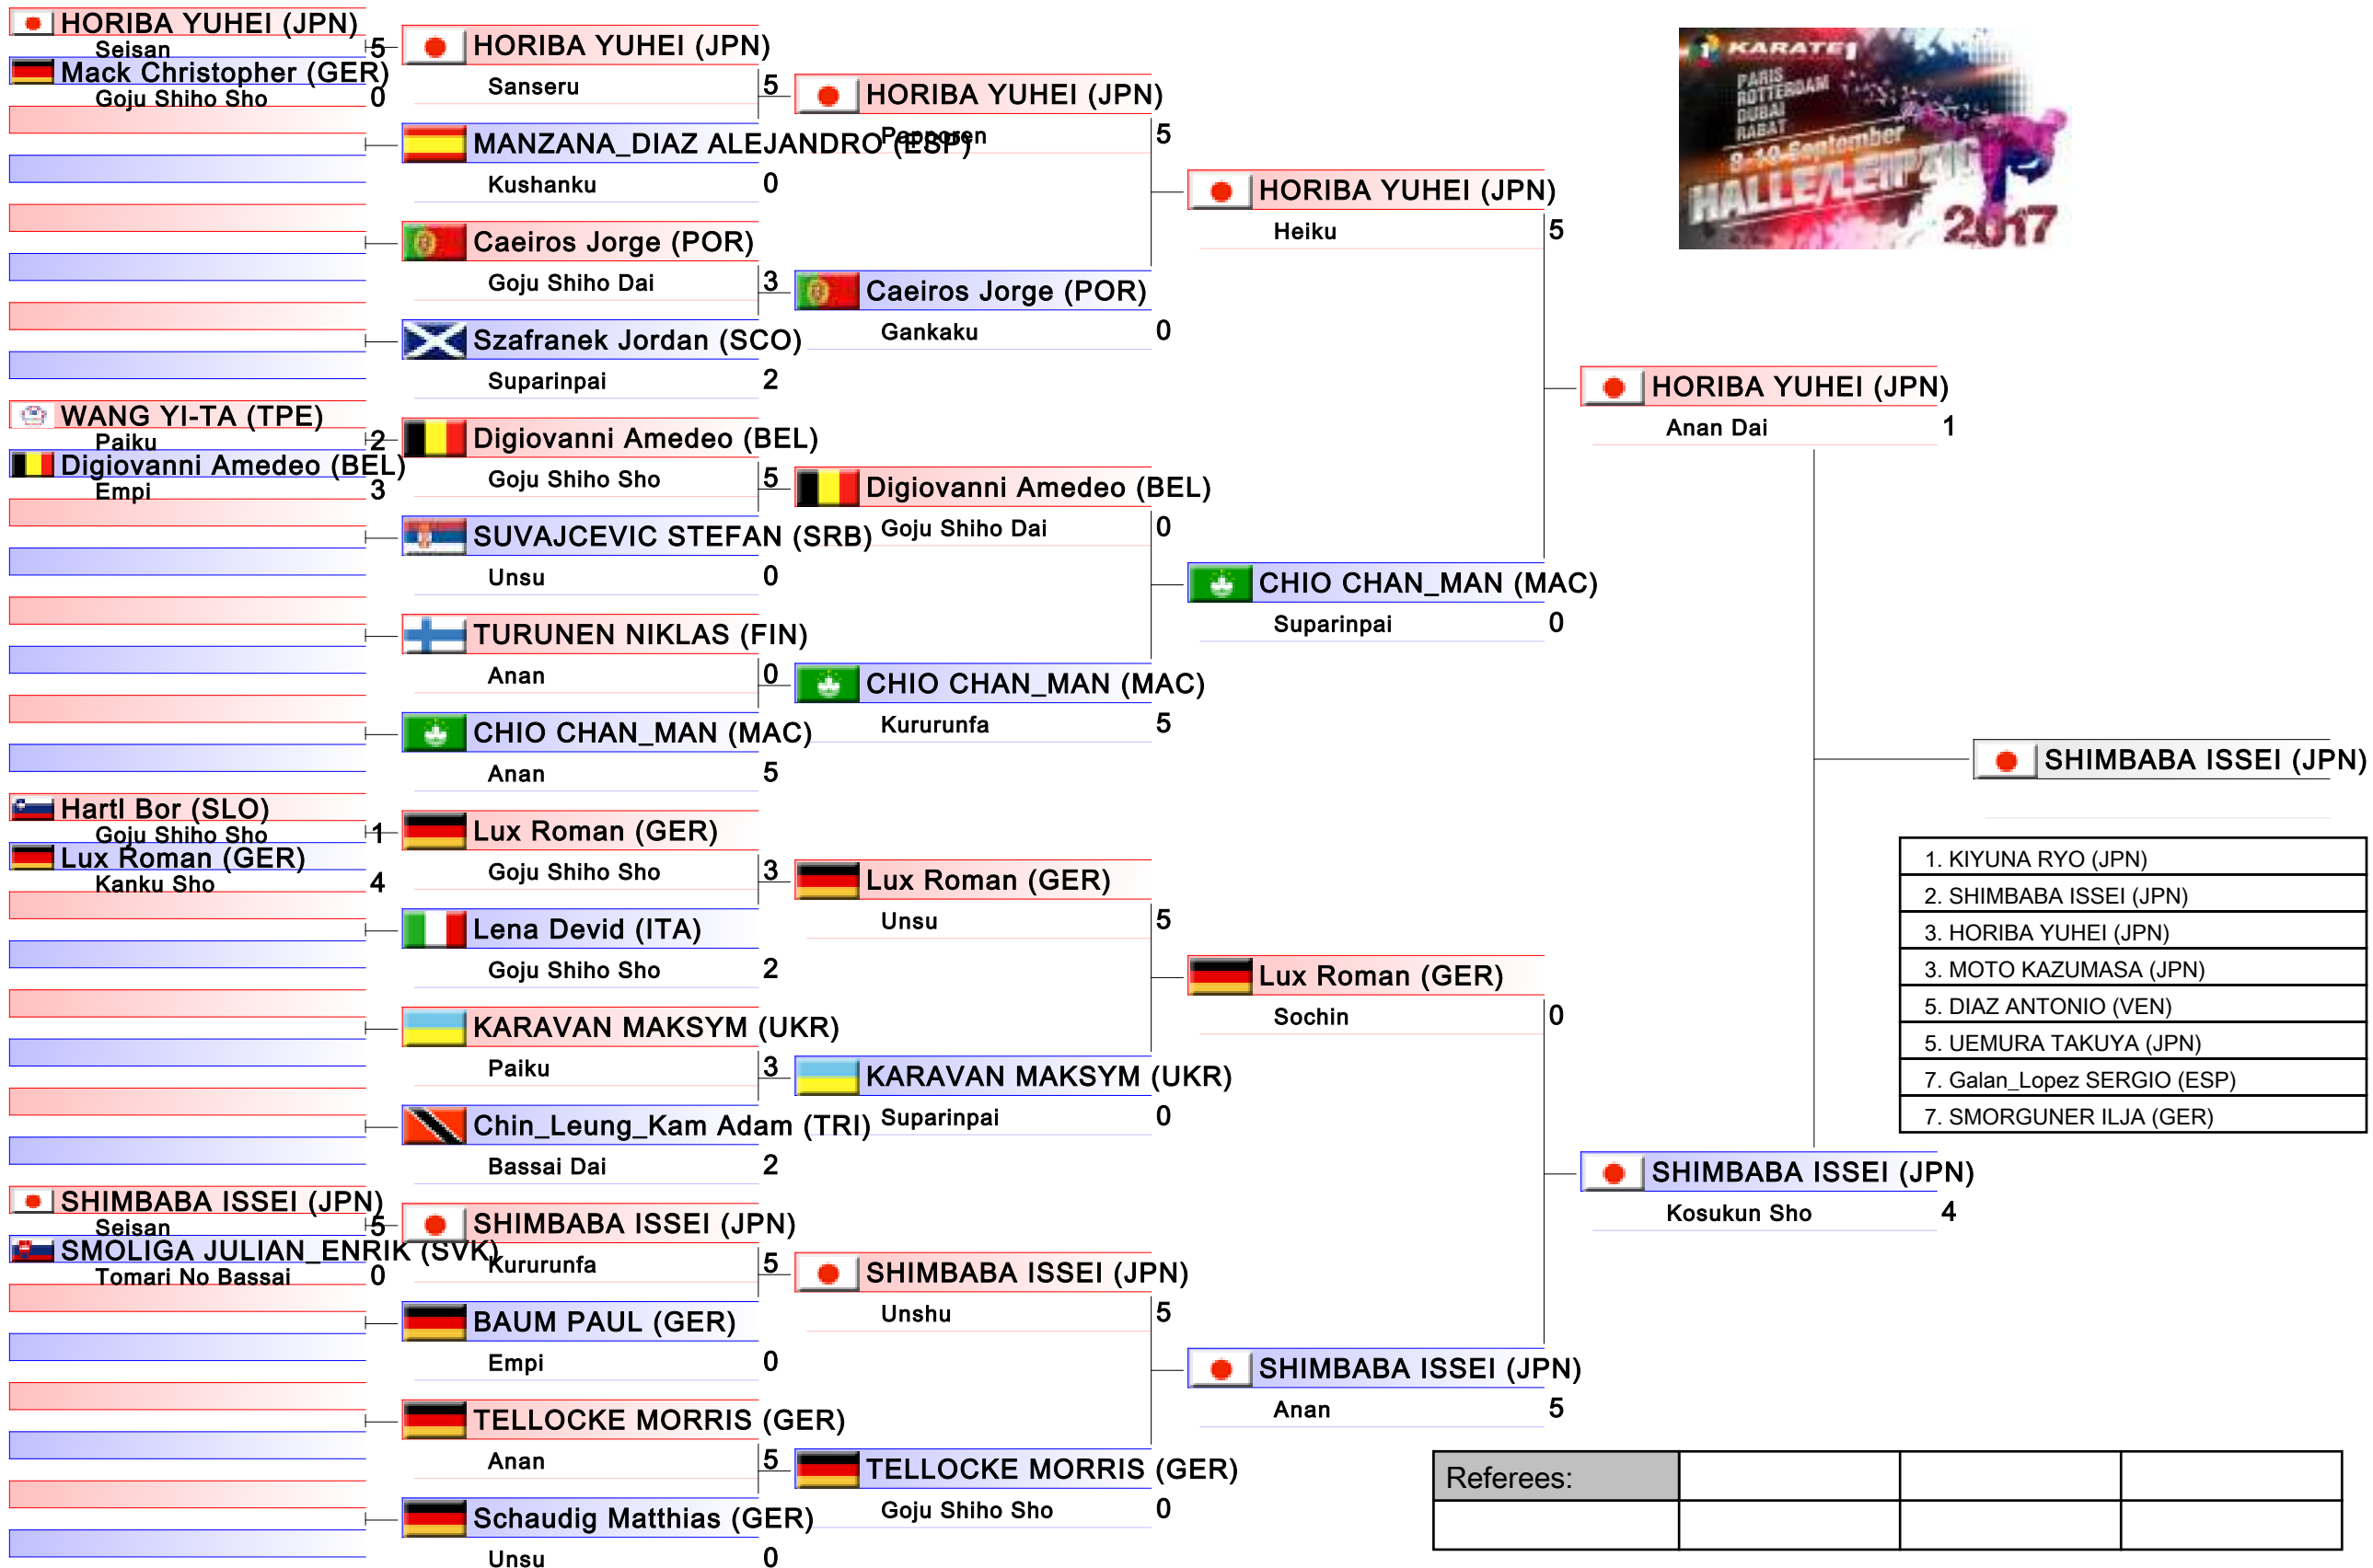 HORIBA YUHEI (JPN)
Seisan
5
Mack Christopher (GER)
Goju Shiho Sho
0
WANG YI-TA (TPE)
Paiku
2
Digiovanni Amedeo (BEL)
Empi
3
Hartl Bor (SLO)
Goju Shiho Sho
1
Lux Roman (GER)
Kanku Sho
4
SHIMBABA ISSEI (JPN)
Seisan
5
SMOLIGA JULIAN_ENRIK (SVK)
Tomari No Bassai
0
HORIBA YUHEI (JPN)
Sanseru
5
MANZANA_DIAZ ALEJANDRO (ESP)
Kushanku
0
Caeiros Jorge (POR)
Goju Shiho Dai
3
Szafranek Jordan (SCO)
Suparinpai
2
Digiovanni Amedeo (BEL)
Goju Shiho Sho
5
SUVAJCEVIC STEFAN (SRB)
Unsu
0
TURUNEN NIKLAS (FIN)
Anan
0
CHIO CHAN_MAN (MAC)
Anan
5
Lux Roman (GER)
Goju Shiho Sho
3
Lena Devid (ITA)
Goju Shiho Sho
2
KARAVAN MAKSYM (UKR)
Paiku
3
Chin_Leung_Kam Adam (TRI)
Bassai Dai
2
SHIMBABA ISSEI (JPN)
Kururunfa
5
BAUM PAUL (GER)
Empi
0
TELLOCKE MORRIS (GER)
Anan
5
Schaudig Matthias (GER)
Unsu
0
HORIBA YUHEI (JPN)
Papporen
5
Caeiros Jorge (POR)
Gankaku
0
Digiovanni Amedeo (BEL)
Goju Shiho Dai
0
CHIO CHAN_MAN (MAC)
Kururunfa
5
Lux Roman (GER)
Unsu
5
KARAVAN MAKSYM (UKR)
Suparinpai
0
SHIMBABA ISSEI (JPN)
Unshu
5
TELLOCKE MORRIS (GER)
Goju Shiho Sho
0
HORIBA YUHEI (JPN)
Heiku
5
CHIO CHAN_MAN (MAC)
Suparinpai
0
Lux Roman (GER)
Sochin
0
SHIMBABA ISSEI (JPN)
Anan
5
HORIBA YUHEI (JPN)
Anan Dai
1
SHIMBABA ISSEI (JPN)
Kosukun Sho
4
SHIMBABA ISSEI (JPN)
KARATE1
PARIS
ROTTERDAM
DUBAI
RABAT
9-10 September
HALLE/LEIPZIG
2017
1. KIYUNA RYO (JPN)
2. SHIMBABA ISSEI (JPN)
3. HORIBA YUHEI (JPN)
3. MOTO KAZUMASA (JPN)
5. DIAZ ANTONIO (VEN)
5. UEMURA TAKUYA (JPN)
7. Galan_Lopez SERGIO (ESP)
7. SMORGUNER ILJA (GER)
Referees: